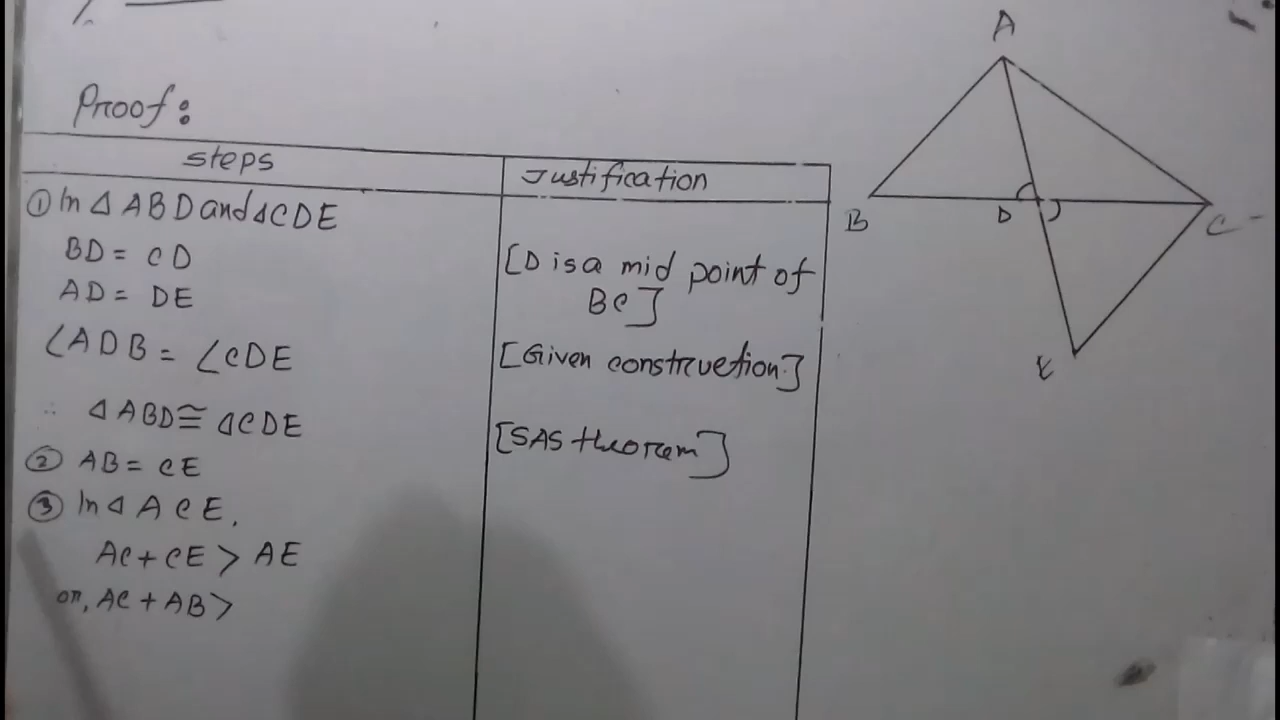 Proof:
steps
Justification
① In △ ABD and △CDE
BD = CD
[D is a mid point of
BC]
AD = DE
∠ADB = ∠CDE
[Given construction.]
∴ △ABD ≅ △CDE
[SAS theorem]
② AB = CE
③ In △ ACE,
AC + CE > AE
or, AC + AB >
A
B
D
C
E